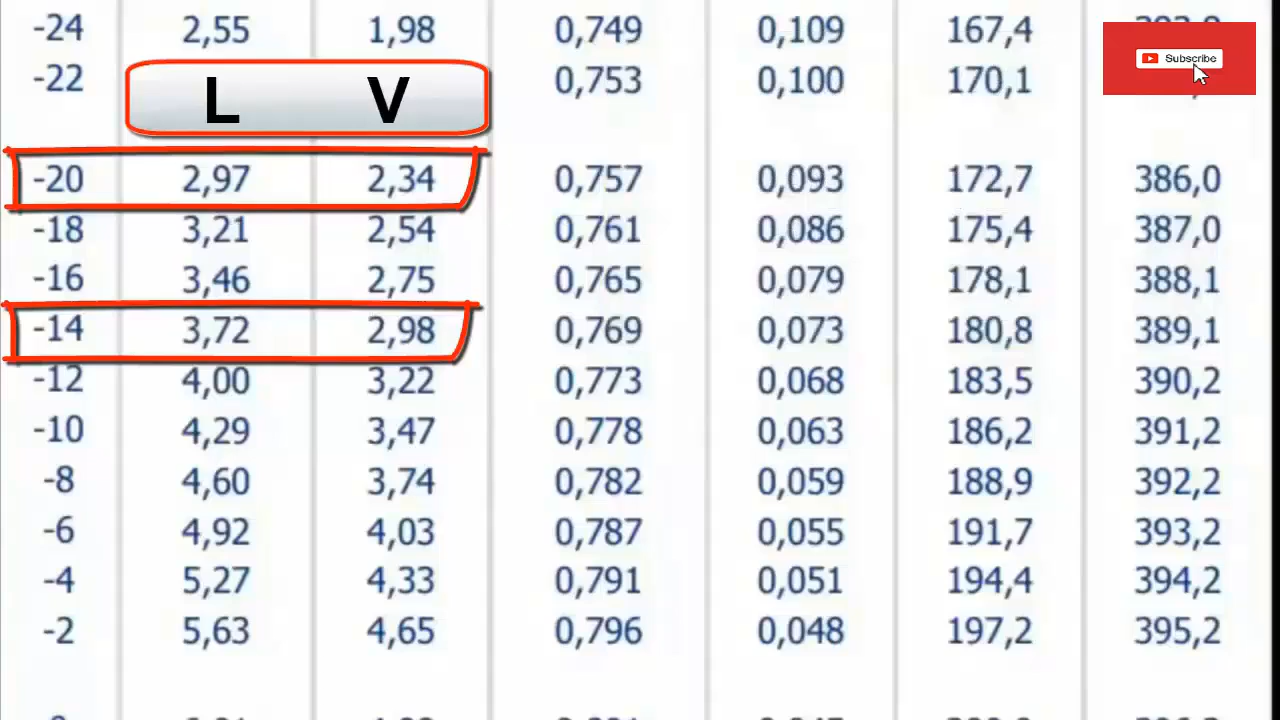 -24 2,55 1,98 0,749 0,109 167,4
-22 0,753 0,100 170,1
Subscribe
L V
-20 2,97 2,34 0,757 0,093 172,7 386,0
-18 3,21 2,54 0,761 0,086 175,4 387,0
-16 3,46 2,75 0,765 0,079 178,1 388,1
-14 3,72 2,98 0,769 0,073 180,8 389,1
-12 4,00 3,22 0,773 0,068 183,5 390,2
-10 4,29 3,47 0,778 0,063 186,2 391,2
-8 4,60 3,74 0,782 0,059 188,9 392,2
-6 4,92 4,03 0,787 0,055 191,7 393,2
-4 5,27 4,33 0,791 0,051 194,4 394,2
-2 5,63 4,65 0,796 0,048 197,2 395,2